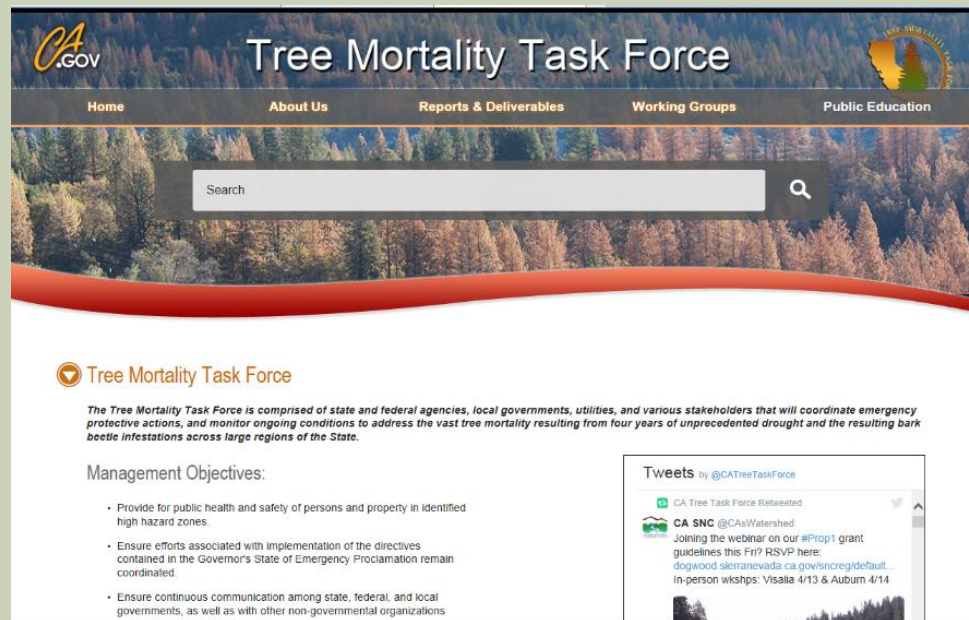 CA
.GOV
Tree Mortality Task Force
TREE MORTALITY TASK
Home About Us Reports & Deliverables Working Groups Public Education
Search
Tree Mortality Task Force
The Tree Mortality Task Force is comprised of state and federal agencies, local governments, utilities, and various stakeholders that will coordinate emergency
protective actions, and monitor ongoing conditions to address the vast tree mortality resulting from four years of unprecedented drought and the resulting bark
beetle infestations across large regions of the State.
Management Objectives:
• Provide for public health and safety of persons and property in identified
high hazard zones.
• Ensure efforts associated with implementation of the directives
contained in the Governor's State of Emergency Proclamation remain
coordinated.
• Ensure continuous communication among state, federal, and local
governments, as well as with other non-governmental organizations
Tweets by @CATreeTaskForce
CA Tree Task Force Retweeted
CA SNC @CAsWatershed
Joining the webinar on our #Prop1 grant
guidelines this Fri? RSVP here:
dogwood.sierranevada.ca.gov/sncreg/default...
In-person wkshps: Visalia 4/13 & Auburn 4/14